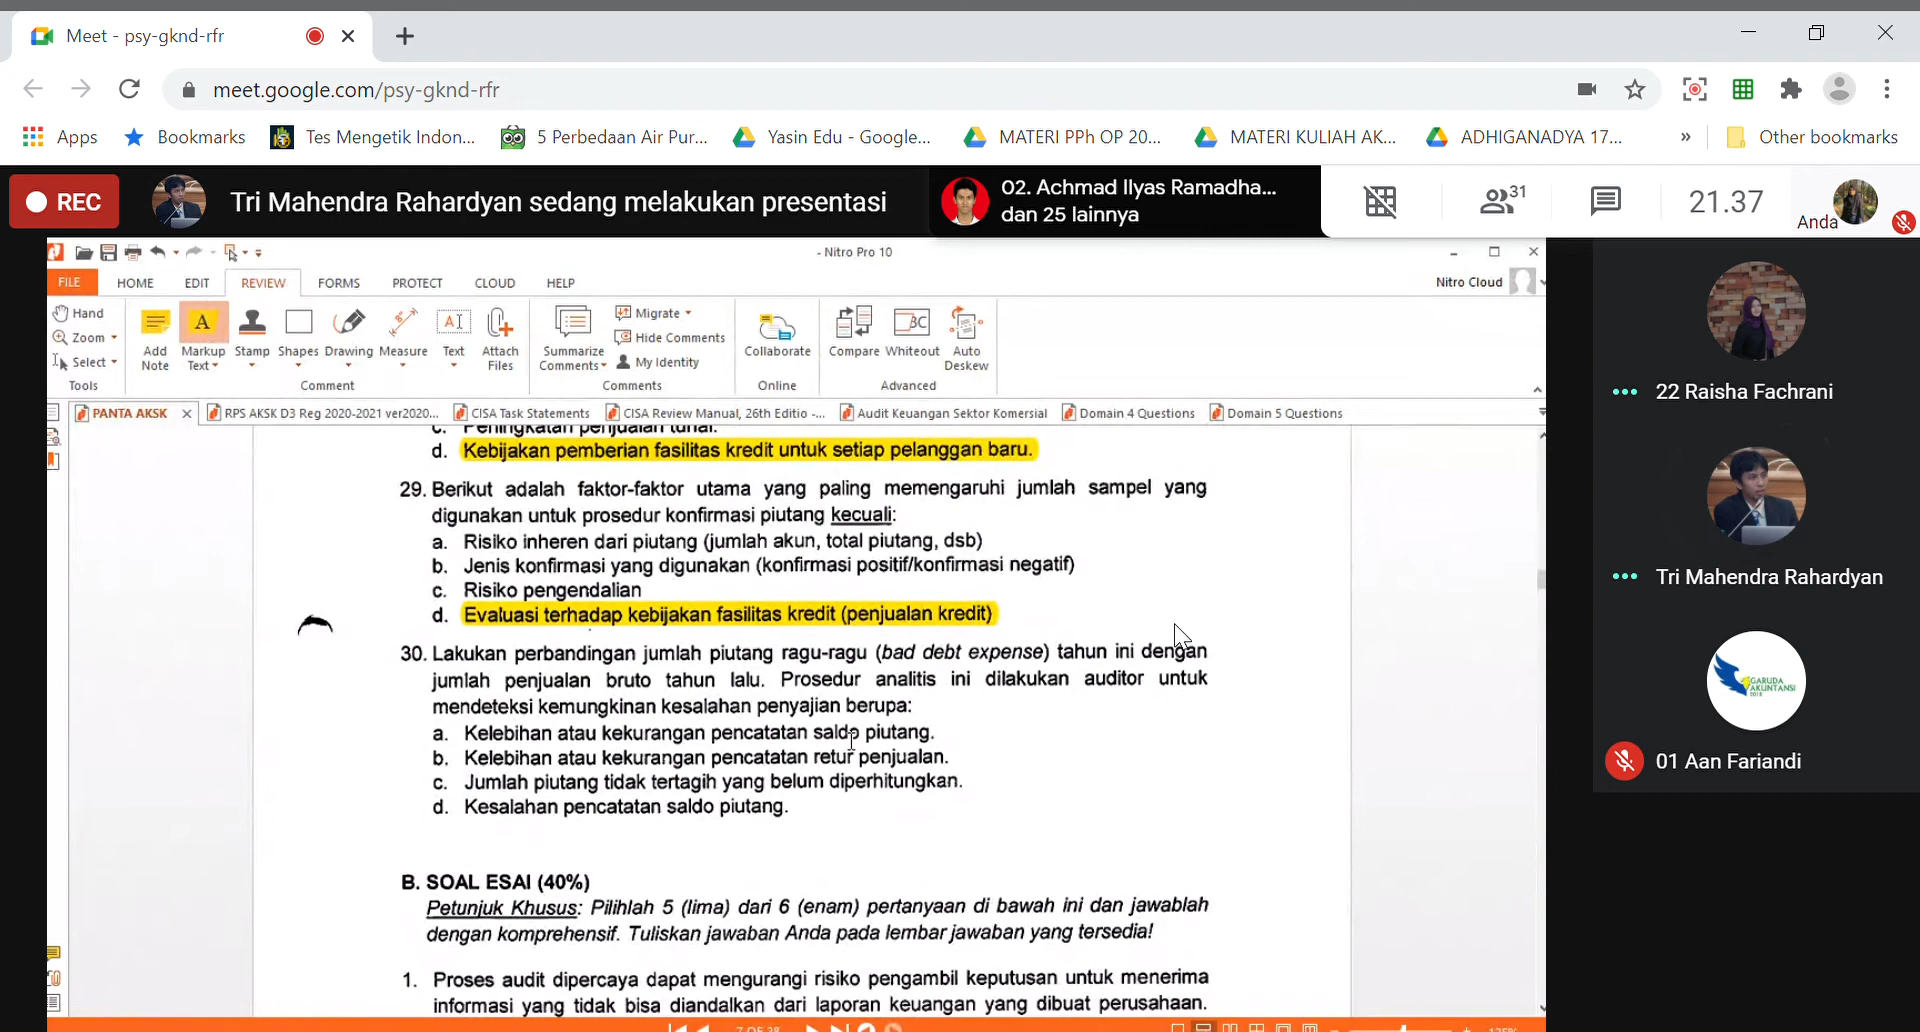 Meet - psy-gknd-rfr
meet.google.com/psy-gknd-rfr
Apps
Bookmarks
Tes Mengetik Indon...
5 Perbedaan Air Pur...
Yasin Edu - Google...
MATERI PPh OP 20...
MATERI KULIAH AK...
ADHIGANADYA 17...
»
Other bookmarks
REC
Tri Mahendra Rahardyan sedang melakukan presentasi
02. Achmad Ilyas Ramadha...
dan 25 lainnya
31
21.37
Anda
- Nitro Pro 10
FILE HOME EDIT REVIEW FORMS PROTECT CLOUD HELP
Nitro Cloud
Hand
Zoom
Select
Tools
Add Note
Markup Text
Stamp
Shapes
Drawing
Measure
Text
Attach Files
Comment
Summarize Comments
Migrate
Hide Comments
My Identity
Comments
Collaborate
Online
Compare
Whiteout
Auto Deskew
Advanced
PANTA AKSK
RPS AKSK D3 Reg 2020-2021 ver2020...
CISA Task Statements
CISA Review Manual, 26th Editio -...
Audit Keuangan Sektor Komersial
Domain 4 Questions
Domain 5 Questions
c. Peningkatan penjualan tunai.
d. Kebijakan pemberian fasilitas kredit untuk setiap pelanggan baru.
29. Berikut adalah faktor-faktor utama yang paling memengaruhi jumlah sampel yang
digunakan untuk prosedur konfirmasi piutang kecuali:
a. Risiko inheren dari piutang (jumlah akun, total piutang, dsb)
b. Jenis konfirmasi yang digunakan (konfirmasi positif/konfirmasi negatif)
c. Risiko pengendalian
d. Evaluasi terhadap kebijakan fasilitas kredit (penjualan kredit)
30. Lakukan perbandingan jumlah piutang ragu-ragu (bad debt expense) tahun ini dengan
jumlah penjualan bruto tahun lalu. Prosedur analitis ini dilakukan auditor untuk
mendeteksi kemungkinan kesalahan penyajian berupa:
a. Kelebihan atau kekurangan pencatatan saldo piutang.
b. Kelebihan atau kekurangan pencatatan retur penjualan.
c. Jumlah piutang tidak tertagih yang belum diperhitungkan.
d. Kesalahan pencatatan saldo piutang.
B. SOAL ESAI (40%)
Petunjuk Khusus: Pilihlah 5 (lima) dari 6 (enam) pertanyaan di bawah ini dan jawablah
dengan komprehensif. Tuliskan jawaban Anda pada lembar jawaban yang tersedia!
1. Proses audit dipercaya dapat mengurangi risiko pengambil keputusan untuk menerima
informasi yang tidak bisa diandalkan dari laporan keuangan yang dibuat perusahaan.
22 Raisha Fachrani
Tri Mahendra Rahardyan
GARUDA
AKUNTANSI
01 Aan Fariandi